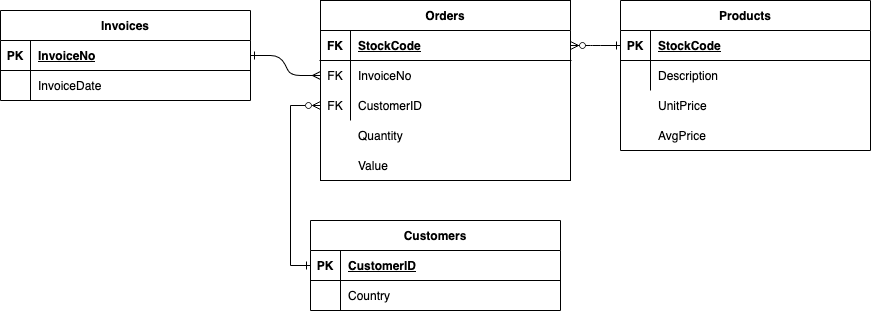 Invoices
PK InvoiceNo
InvoiceDate
Orders
FK StockCode
FK InvoiceNo
FK CustomerID
Quantity
Value
Products
PK StockCode
Description
UnitPrice
AvgPrice
Customers
PK CustomerID
Country